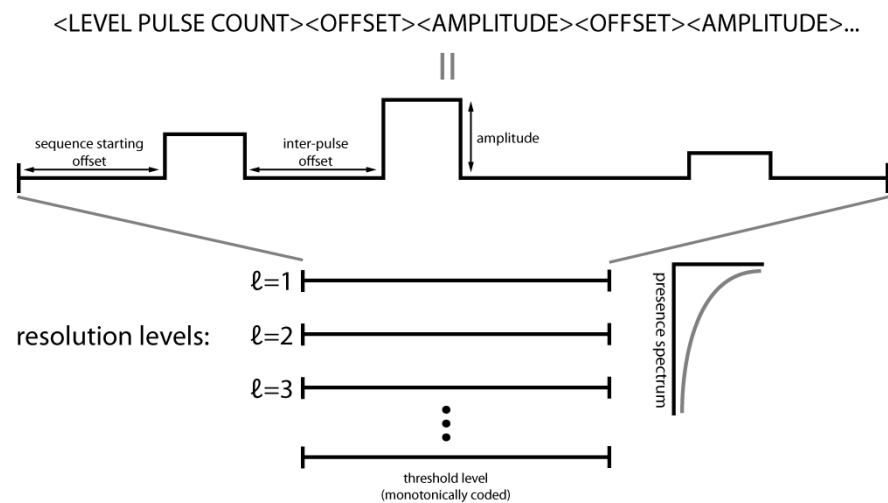 <LEVEL PULSE COUNT><OFFSET><AMPLITUDE><OFFSET><AMPLITUDE>...
sequence starting
offset
inter-pulse
offset
amplitude
ℓ=1
resolution levels:
ℓ=2
ℓ=3
presence spectrum
threshold level
(monotonically coded)